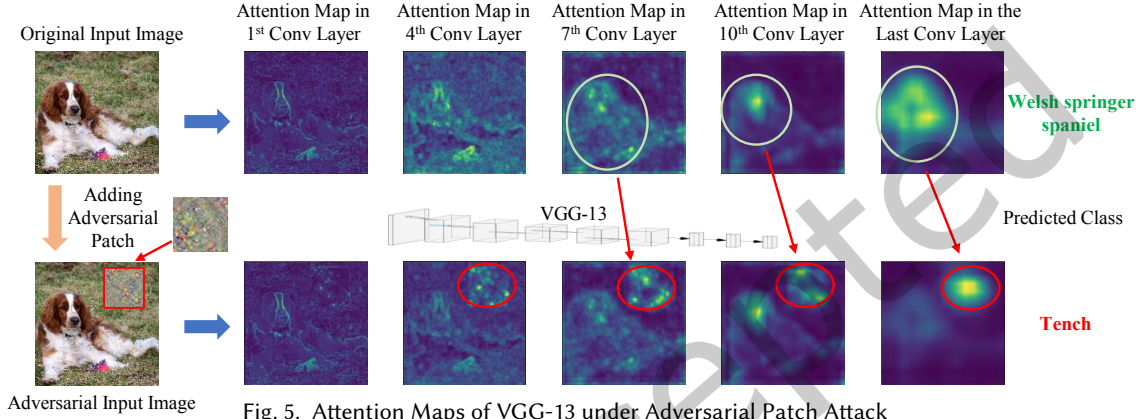 Original Input Image
Attention Map in
1st Conv Layer
Attention Map in
4th Conv Layer
Attention Map in
7th Conv Layer
Attention Map in
10th Conv Layer
Attention Map in the
Last Conv Layer
Welsh springer
spaniel
Adding
Adversarial
Patch
VGG-13
Predicted Class
Tench
Adversarial Input Image
Fig. 5. Attention Maps of VGG-13 under Adversarial Patch Attack